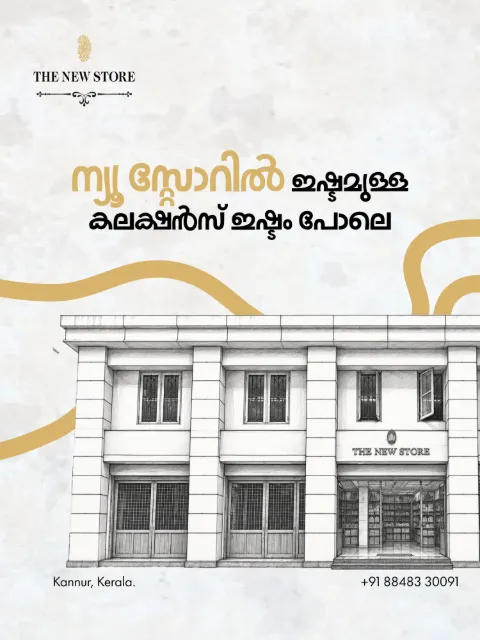 THE NEW STORE
ന്യൂ സ്റ്റോറിൽ ഇഷ്ടമുള്ള
കലക്ഷൻസ് ഇഷ്ടം പോലെ
THE NEW STORE
Kannur, Kerala.
+91 88483 30091